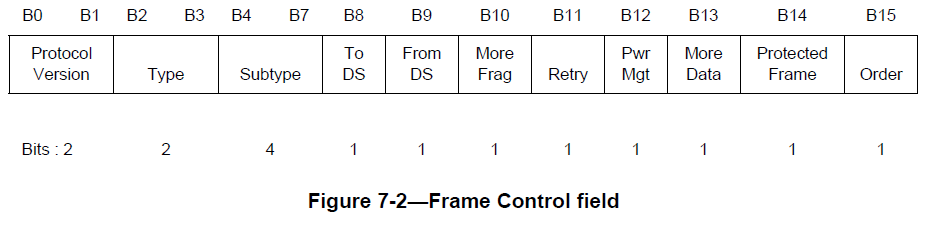 B0 B1 B2 B3 B4 B7 B8 B9 B10 B11 B12 B13 B14 B15
Protocol To From More Pwr More Protected
Version Type Subtype DS DS Frag Retry Mgt Data Frame Order
Bits : 2 2 4 1 1 1 1 1 1 1 1
Figure 7-2—Frame Control field